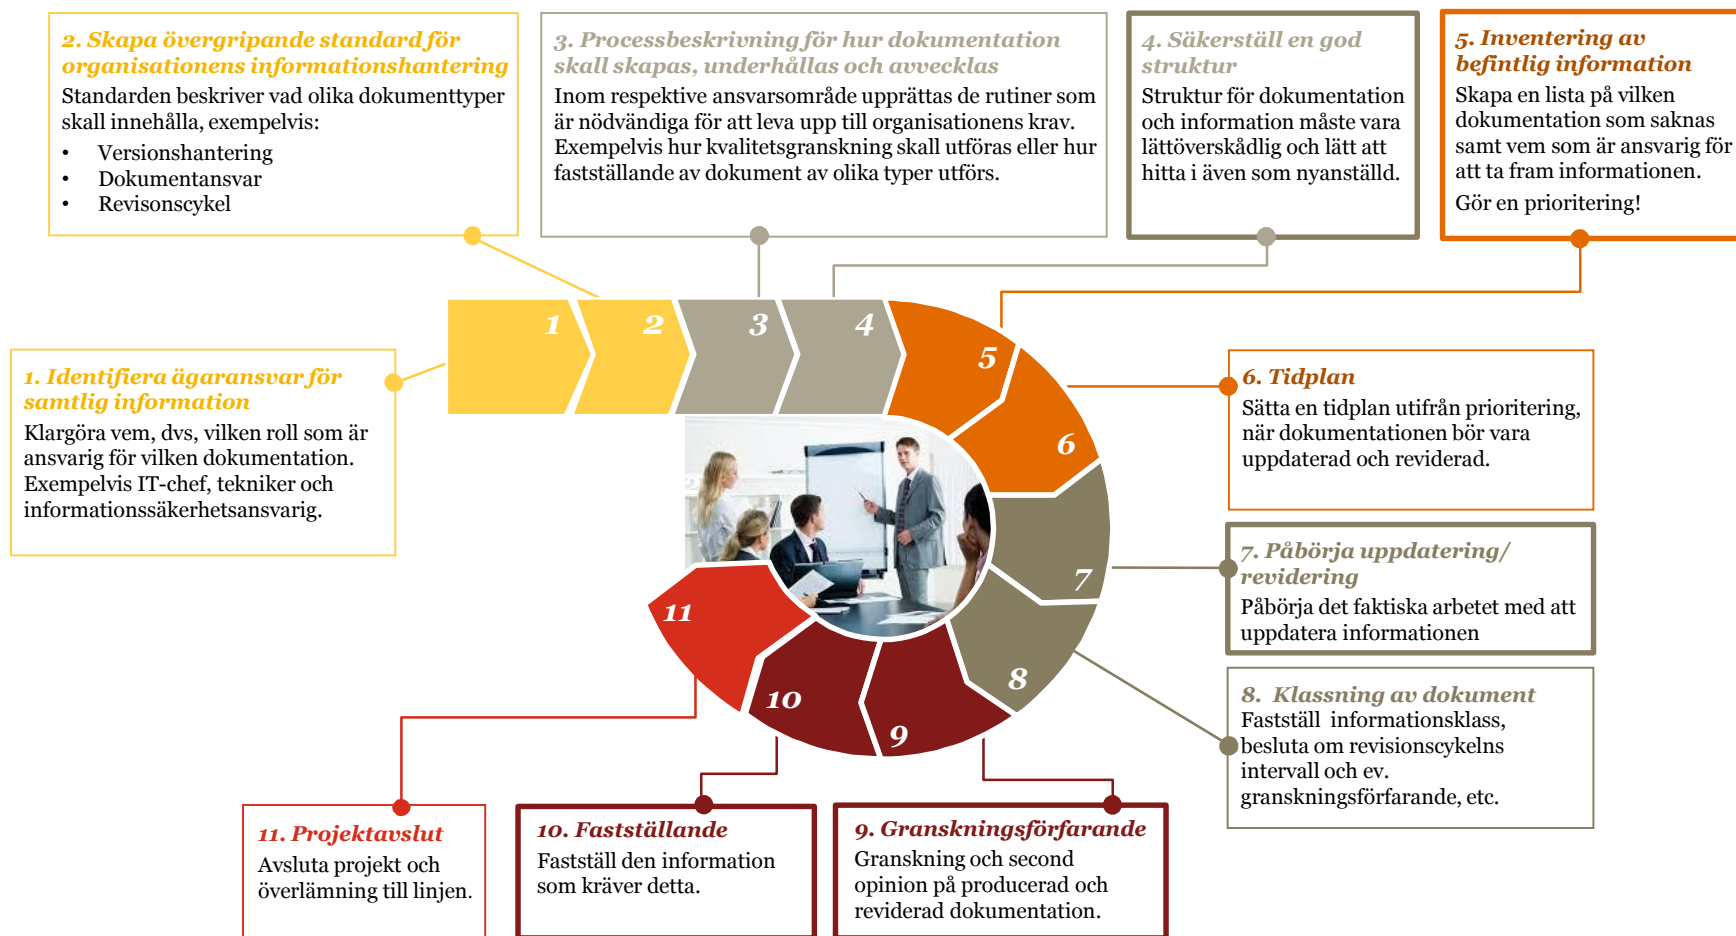 2. Skapa övergripande standard för
organisationens informationshantering
Standarden beskriver vad olika dokumenttyper
skall innehålla, exempelvis:
• Versionshantering
• Dokumentansvar
• Revisonscykel
3. Processbeskrivning för hur dokumentation
skall skapas, underhållas och avvecklas
Inom respektive ansvarsområde upprättas de rutiner som
är nödvändiga för att leva upp till organisationens krav.
Exempelvis hur kvalitetsgranskning skall utföras eller hur
fastställande av dokument av olika typer utförs.
4. Säkerställ en god
struktur
Struktur för dokumentation
och information måste vara
lättöverskådlig och lätt att
hitta i även som nyanställd.
5. Inventering av
befintlig information
Skapa en lista på vilken
dokumentation som saknas
samt vem som är ansvarig för
att ta fram informationen.
Gör en prioritering!
1
2
3
4
5
6
7
8
9
10
11
1. Identifiera ägaransvar för
samtlig information
Klargöra vem, dvs, vilken roll som är
ansvarig för vilken dokumentation.
Exempelvis IT-chef, tekniker och
informationssäkerhetsansvarig.
6. Tidplan
Sätta en tidplan utifrån prioritering,
när dokumentationen bör vara
uppdaterad och reviderad.
7. Påbörja uppdatering/
revidering
Påbörja det faktiska arbetet med att
uppdatera informationen
8. Klassning av dokument
Fastställ informationsklass,
besluta om revisionscykelns
intervall och ev.
granskningsförfarande, etc.
11. Projektavslut
Avsluta projekt och
överlämning till linjen.
10. Fastställande
Fastställ den information
som kräver detta.
9. Granskningsförfarande
Granskning och second
opinion på producerad och
reviderad dokumentation.